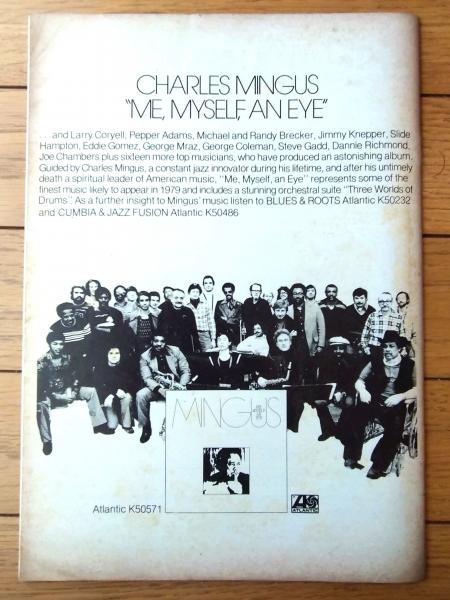 CHARLES MINGUS
"ME, MYSELF, AN EYE"
. . . and Larry Coryell, Pepper Adams, Michael and Randy Brecker, Jimmy Knepper, Slide
Hampton, Eddie Gomez, George Mraz, George Coleman, Steve Gadd, Dannie Richmond,
Joe Chambers plus sixteen more top musicians, who have produced an astonishing album,
Guided by Charles Mingus, a constant jazz innovator during his lifetime, and after his untimely
death a spiritual leader of American music, "Me, Myself, an Eye" represents some of the
finest music likely to appear in 1979 and includes a stunning orchestral suite "Three Worlds of
Drums". As a further insight to Mingus' music listen to BLUES & ROOTS Atlantic K50232
and CUMBIA & JAZZ FUSION Atlantic K50486
MINGUS
Atlantic K50571
ATLANTIC